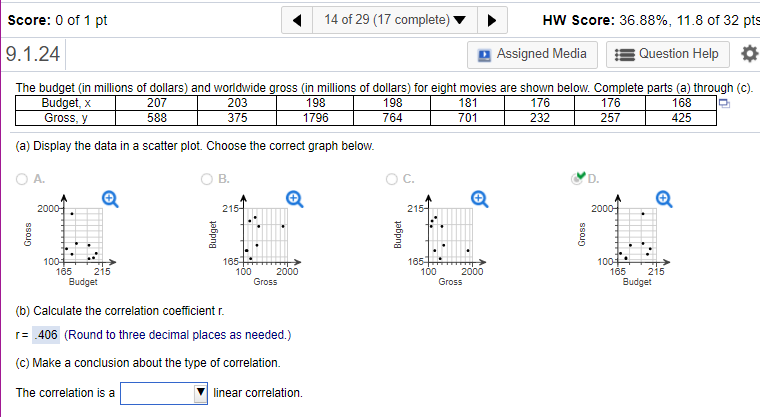 Score: 0 of 1 pt
14 of 29 (17 complete)
HW Score: 36.88%, 11.8 of 32 pts
9.1.24
Assigned Media
Question Help
The budget (in millions of dollars) and worldwide gross (in millions of dollars) for eight movies are shown below. Complete parts (a) through (c).
Budget, x 207 203 198 198 181 176 176 168
Gross, y 588 375 1796 764 701 232 257 425
(a) Display the data in a scatter plot. Choose the correct graph below.
A.
B.
C.
D.
2000
Gross
100
165 215
Budget
215
Budget
165
100 2000
Gross
215
Budget
165
100 2000
Gross
2000
Gross
100
165 215
Budget
(b) Calculate the correlation coefficient r.
r= .406 (Round to three decimal places as needed.)
(c) Make a conclusion about the type of correlation.
The correlation is a linear correlation.